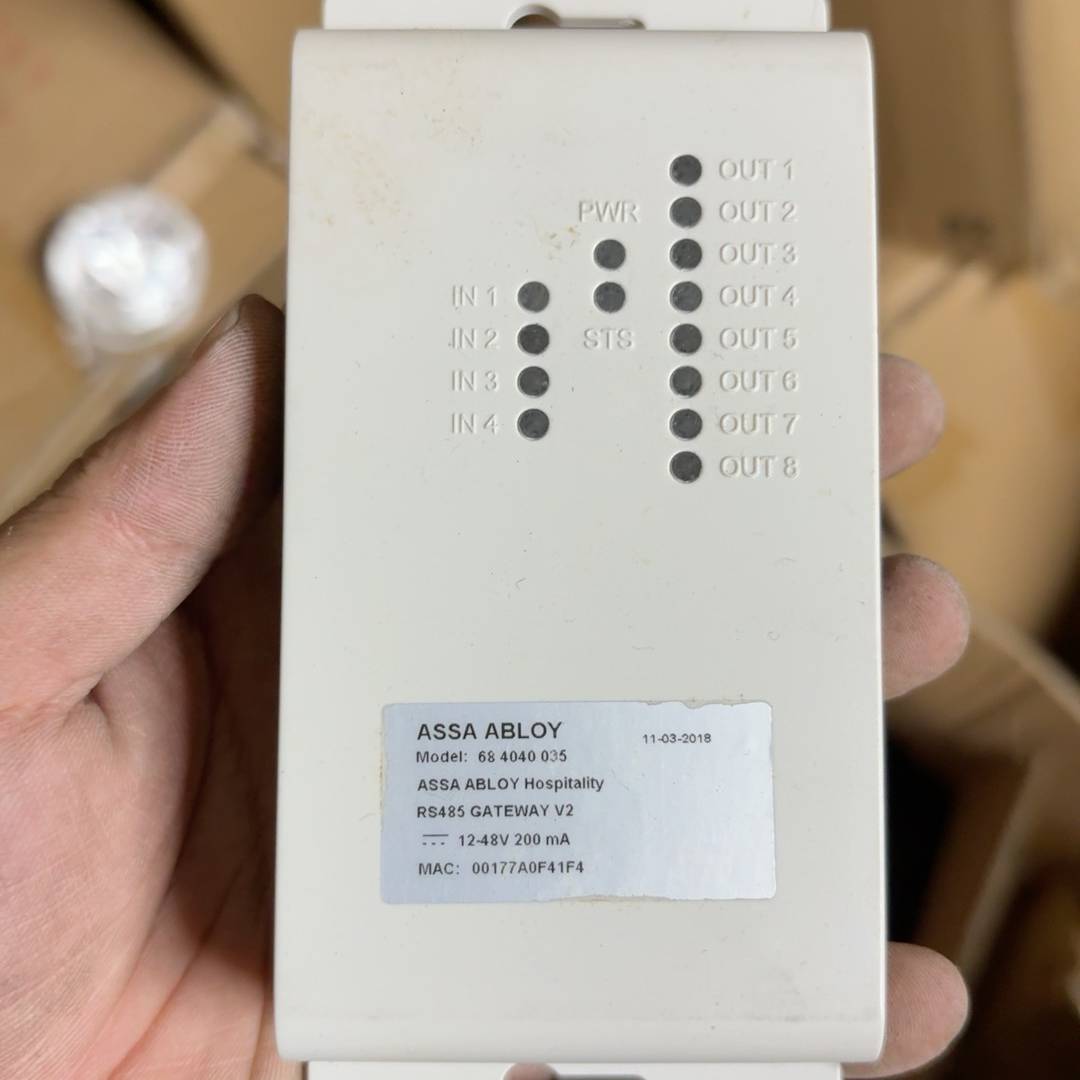 OUT 1
PWR OUT 2
OUT 3
IN 1 OUT 4
IN 2 STS OUT 5
IN 3 OUT 6
IN 4 OUT 7
OUT 8
ASSA ABLOY 11-03-2018
Model: 68 4040 035
ASSA ABLOY Hospitality
RS485 GATEWAY V2
12-48V 200 mA
MAC: 00177A0F41F4